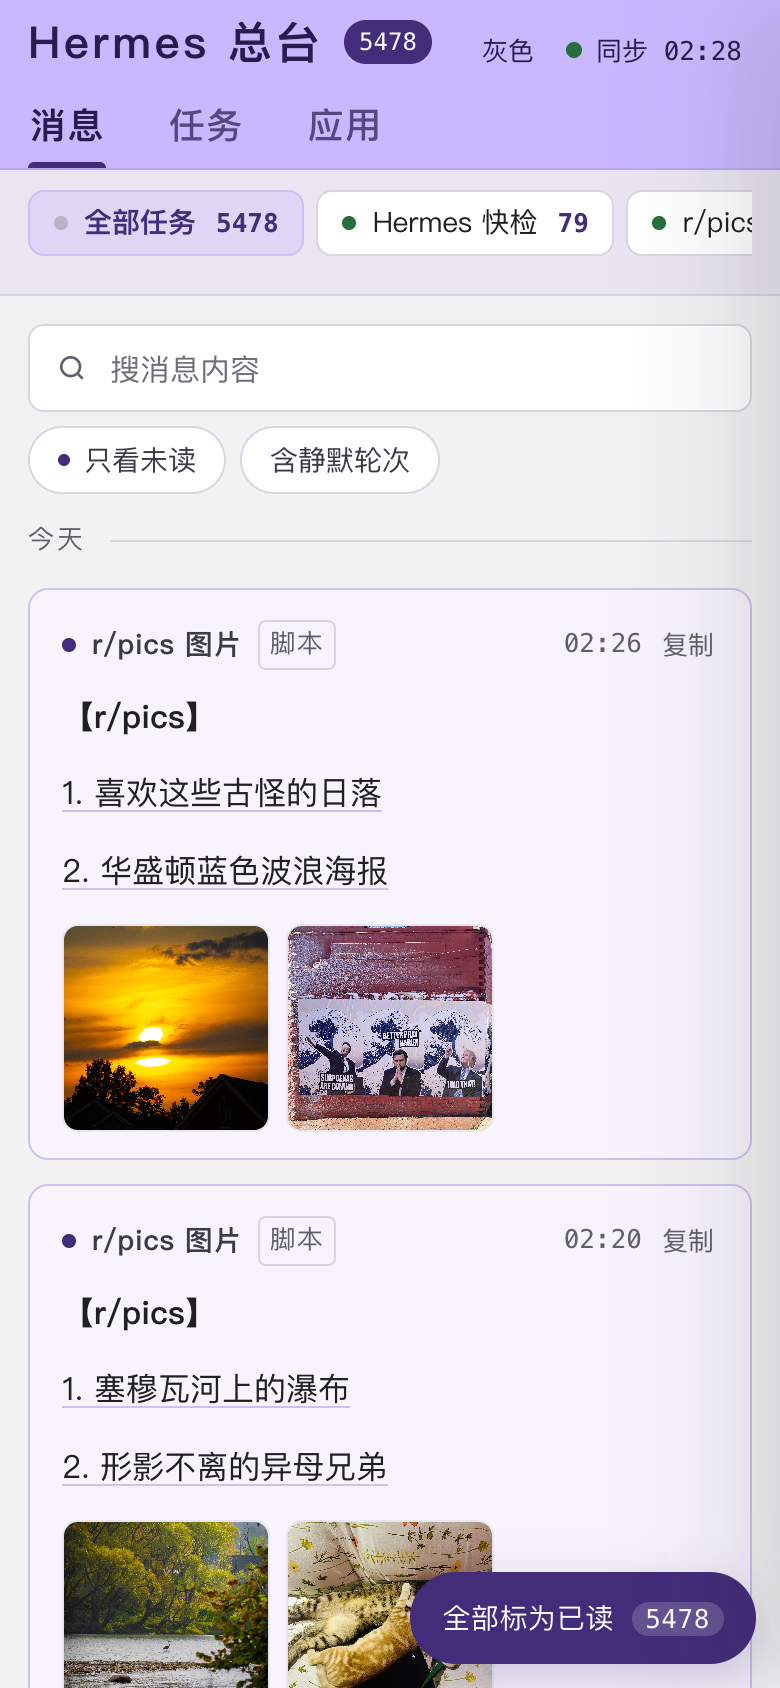 Hermes 总台 5478 灰色 同步 02:28
消息 任务 应用
全部任务 5478 Hermes 快检 79 r/pics
搜消息内容
只看未读 含静默轮次
今天
r/pics 图片 脚本 02:26 复制
【r/pics】
1. 喜欢这些古怪的日落
2. 华盛顿蓝色波浪海报
r/pics 图片 脚本 02:20 复制
【r/pics】
1. 塞穆瓦河上的瀑布
2. 形影不离的异母兄弟
全部标为已读 5478